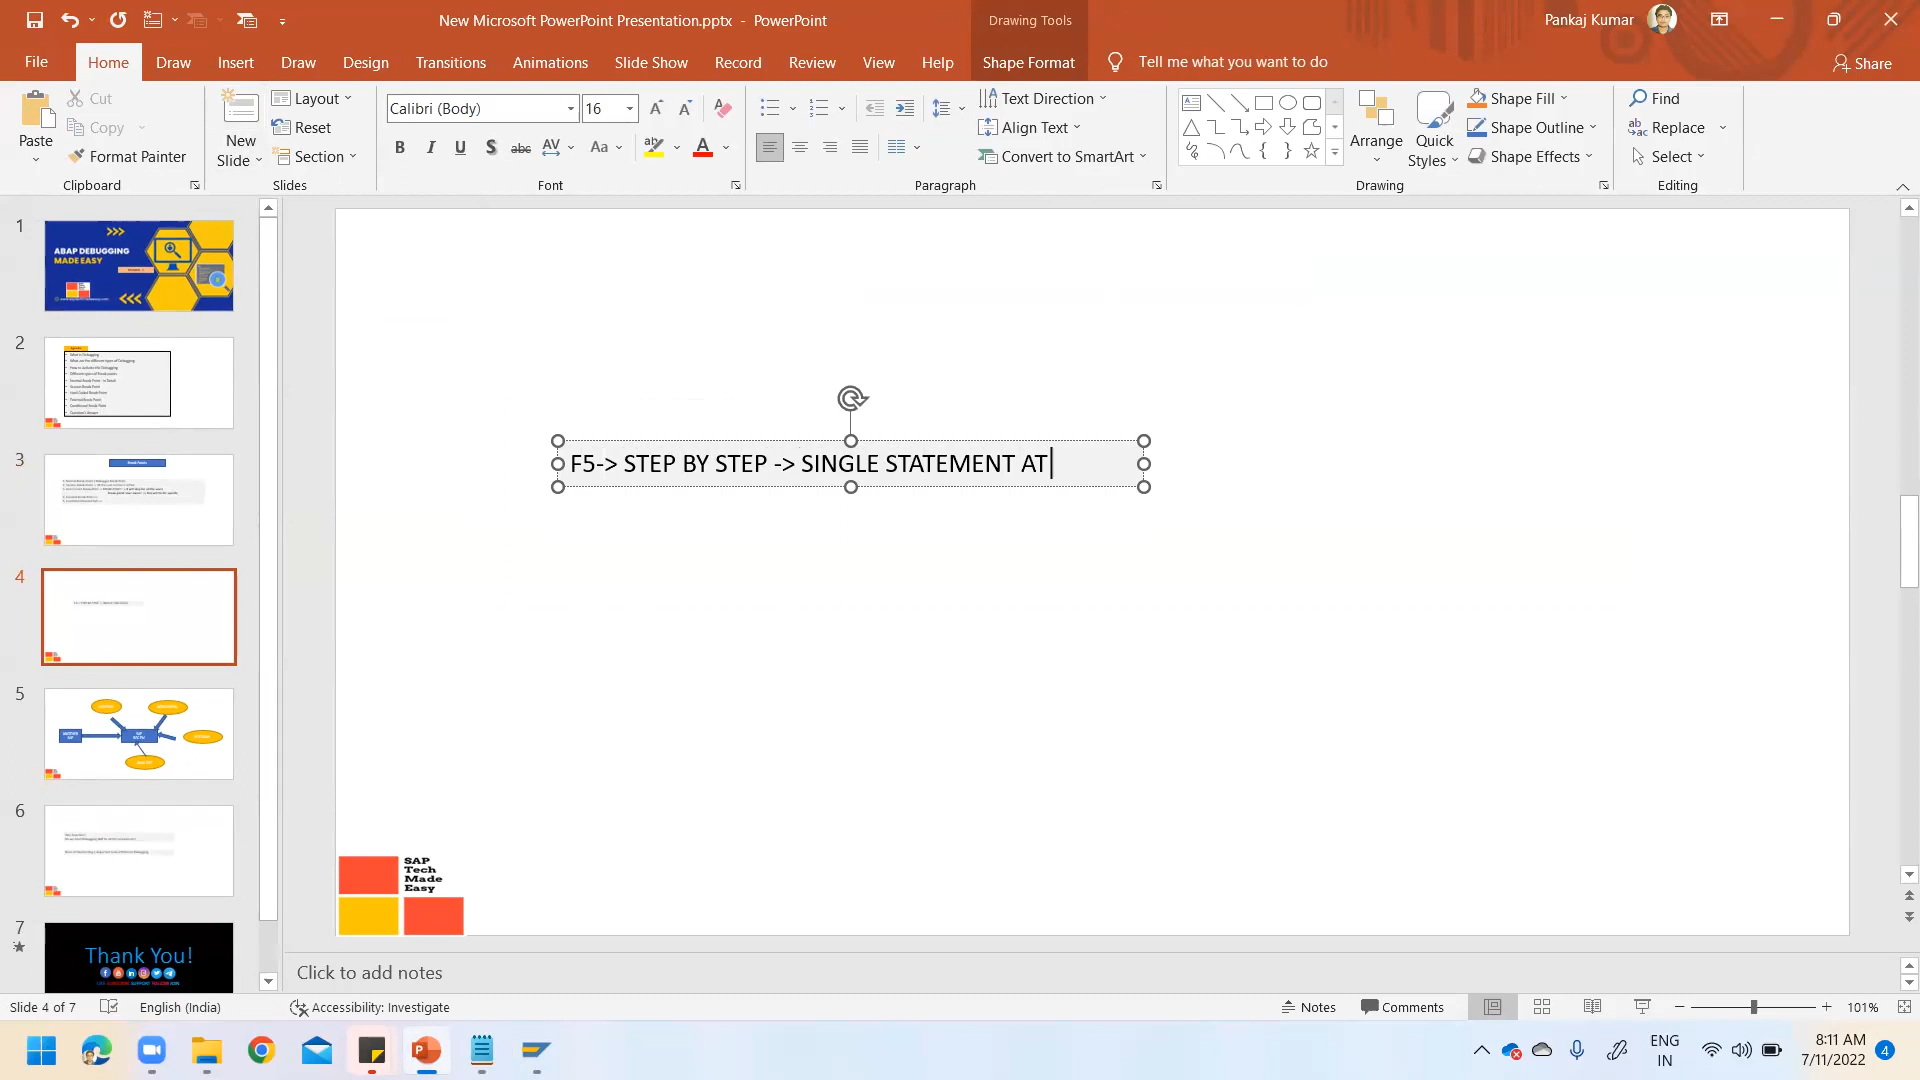 New Microsoft PowerPoint Presentation.pptx - PowerPoint
Drawing Tools
Pankaj Kumar
File
Home
Draw
Insert
Draw
Design
Transitions
Animations
Slide Show
Record
Review
View
Help
Shape Format
Tell me what you want to do
Share
Paste
Cut
Copy
Format Painter
Clipboard
New
Slide
Layout
Reset
Section
Slides
Calibri (Body)
16
Font
Text Direction
Align Text
Convert to SmartArt
Paragraph
Arrange
Quick
Styles
Shape Fill
Shape Outline
Shape Effects
Drawing
Find
Replace
Select
Editing
1
ABAP DEBUGGING
MADE EASY
2
3
4
5
6
7
Thank You!
F5-> STEP BY STEP -> SINGLE STATEMENT AT
SAP
Tech
Made
Easy
Click to add notes
Slide 4 of 7
English (India)
Accessibility: Investigate
Notes
Comments
101%
ENG
IN
8:11 AM
7/11/2022
4